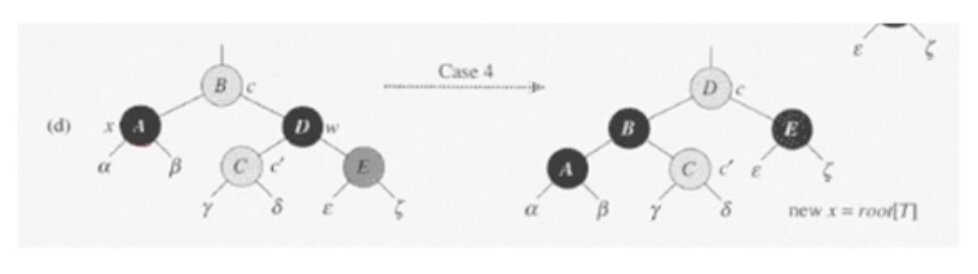 ε ζ
Case 4
B c D c
(d) x A D w B E
α β C c′ E A C c′ ε ζ
γ δ ε ζ α β γ δ new x = root[T]